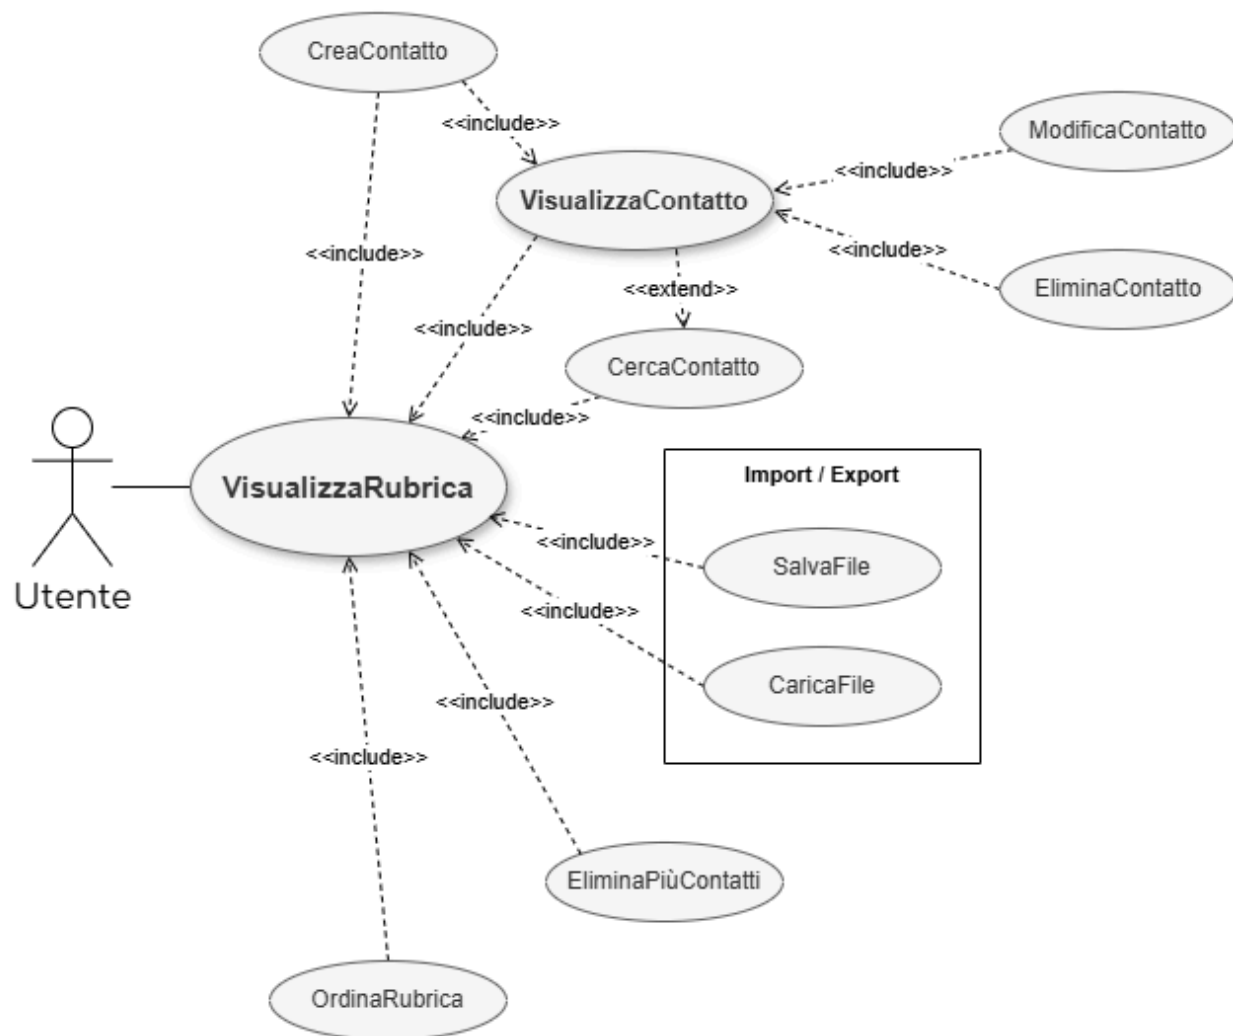 CreaContatto
<<include>>
ModificaContatto
<<include>>
VisualizzaContatto
<<include>>
<<include>>
EliminaContatto
<<extend>>
<<include>>
CercaContatto
<<include>>
Import / Export
VisualizzaRubrica
<<include>>
SalvaFile
Utente
<<include>>
CaricaFile
<<include>>
<<include>>
EliminaPiùContatti
OrdinaRubrica